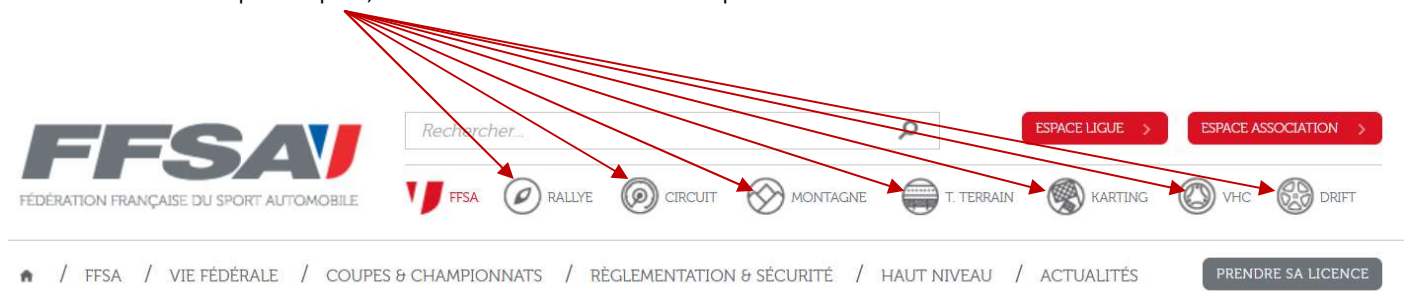 Rechercher...
ESPACE LIGUE >
ESPACE ASSOCIATION >
FFSA
FÉDÉRATION FRANÇAISE DU SPORT AUTOMOBILE
FFSA RALLYE CIRCUIT MONTAGNE T. TERRAIN KARTING VHC DRIFT
/ FFSA / VIE FÉDÉRALE / COUPES & CHAMPIONNATS / RÈGLEMENTATION & SÉCURITÉ / HAUT NIVEAU / ACTUALITÉS
PRENDRE SA LICENCE